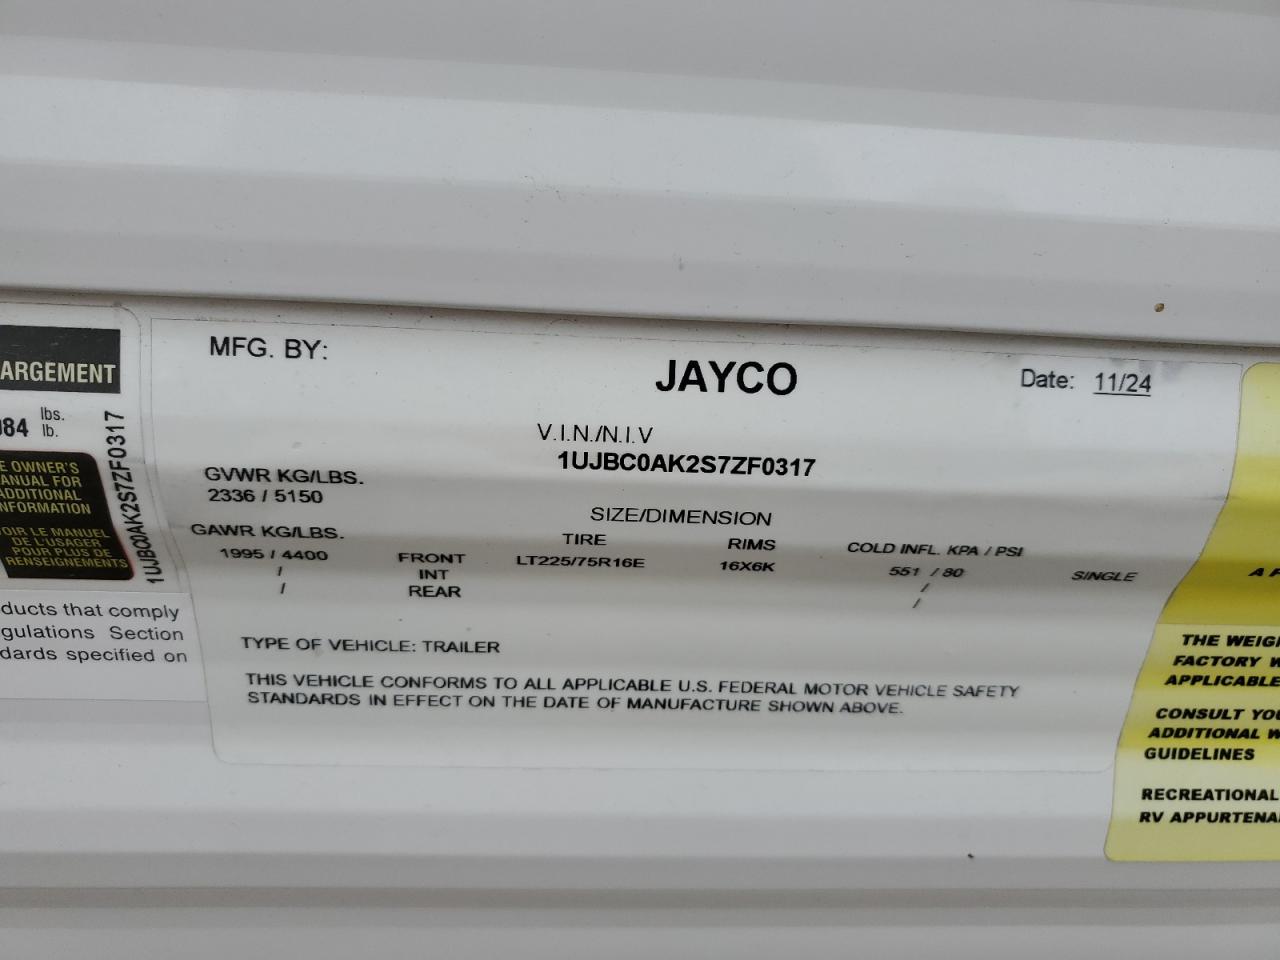 MFG. BY:
JAYCO
Date: 11/24
V.I.N./N.I.V
1UJBC0AK2S7ZF0317
GVWR KG/LBS.
2336 / 5150
SIZE/DIMENSION
GAWR KG/LBS. TIRE RIMS COLD INFL. KPA / PSI
1995 / 4400 FRONT LT225/75R16E 16X6K 551 / 80 SINGLE
/ INT /
/ REAR /
TYPE OF VEHICLE: TRAILER
THIS VEHICLE CONFORMS TO ALL APPLICABLE U.S. FEDERAL MOTOR VEHICLE SAFETY
STANDARDS IN EFFECT ON THE DATE OF MANUFACTURE SHOWN ABOVE.
ARGEMENT
84 lbs.
lb.
1UJBC0AK2S7ZF0317
E OWNER'S
ANUAL FOR
ADDITIONAL
NFORMATION
OIR LE MANUEL
DE L'USAGER
POUR PLUS DE
RENSEIGNEMENTS
ducts that comply
gulations Section
dards specified on
THE WEIG
FACTORY
APPLICABLE
CONSULT YO
ADDITIONAL
GUIDELINES
RECREATIONAL
RV APPURTENA